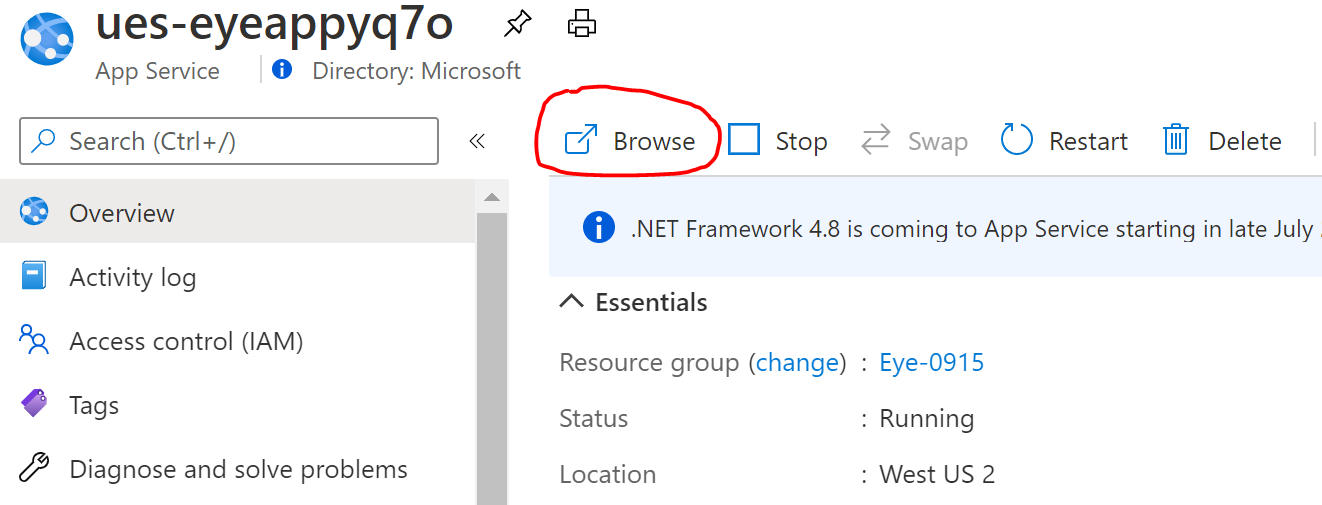 ues-eyeappyq7o
App Service
Directory: Microsoft
Search (Ctrl+/)
«
Browse
Stop
Swap
Restart
Delete
Overview
Activity log
Access control (IAM)
Tags
Diagnose and solve problems
.NET Framework 4.8 is coming to App Service starting in late July .
Essentials
Resource group (change) : Eye-0915
Status : Running
Location : West US 2